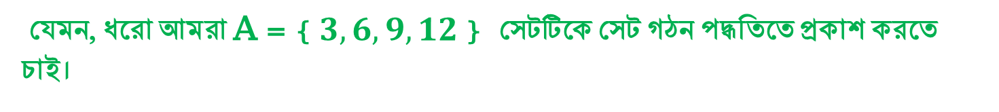 যেমন, ধরো আমরা A = { 3, 6, 9, 12 } সেটটিকে সেট গঠন পদ্ধতিতে প্রকাশ করতে
চাই।